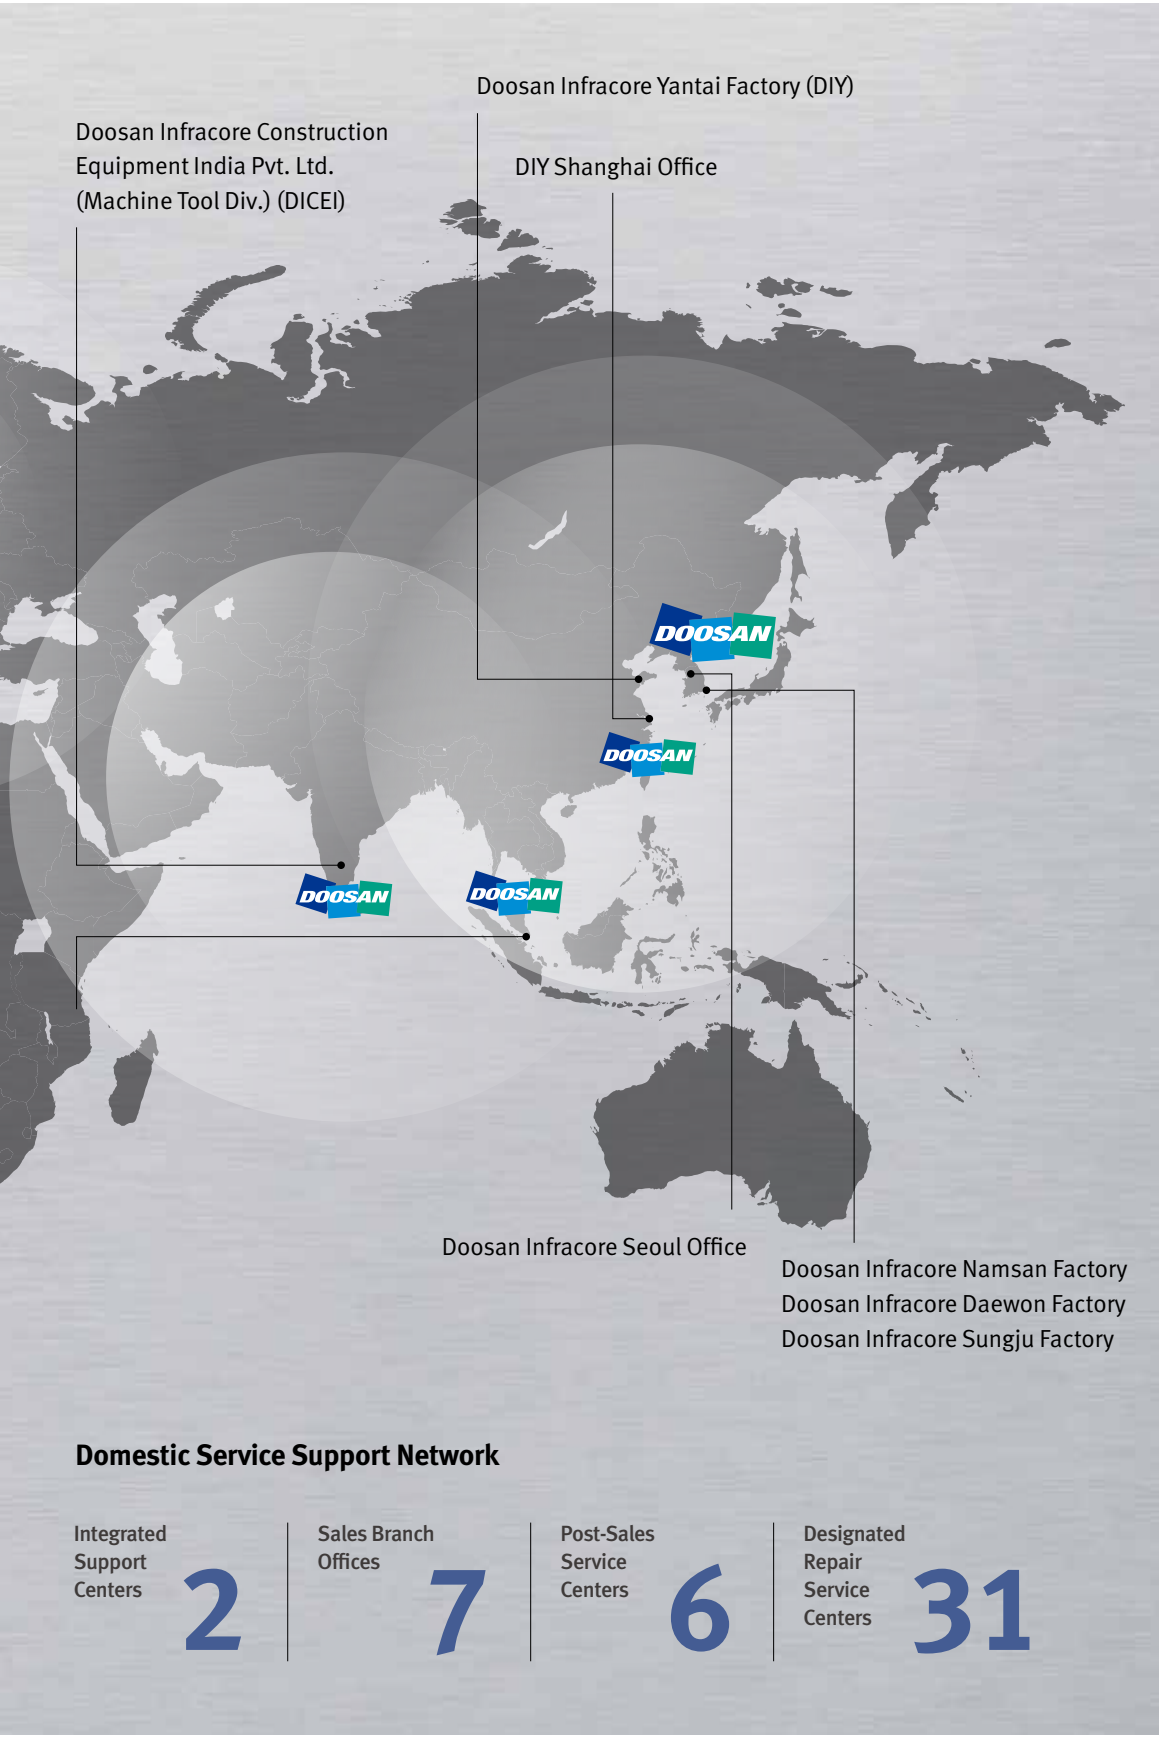 Doosan Infracore Yantai Factory (DIY)
Doosan Infracore Construction
Equipment India Pvt. Ltd.
(Machine Tool Div.) (DICEI)
DIY Shanghai Office
DOOSAN
DOOSAN
DOOSAN
DOOSAN
Doosan Infracore Seoul Office
Doosan Infracore Namsan Factory
Doosan Infracore Daewon Factory
Doosan Infracore Sungju Factory
Domestic Service Support Network
Integrated
Support
Centers
2
Sales Branch
Offices
7
Post-Sales
Service
Centers
6
Designated
Repair
Service
Centers
31